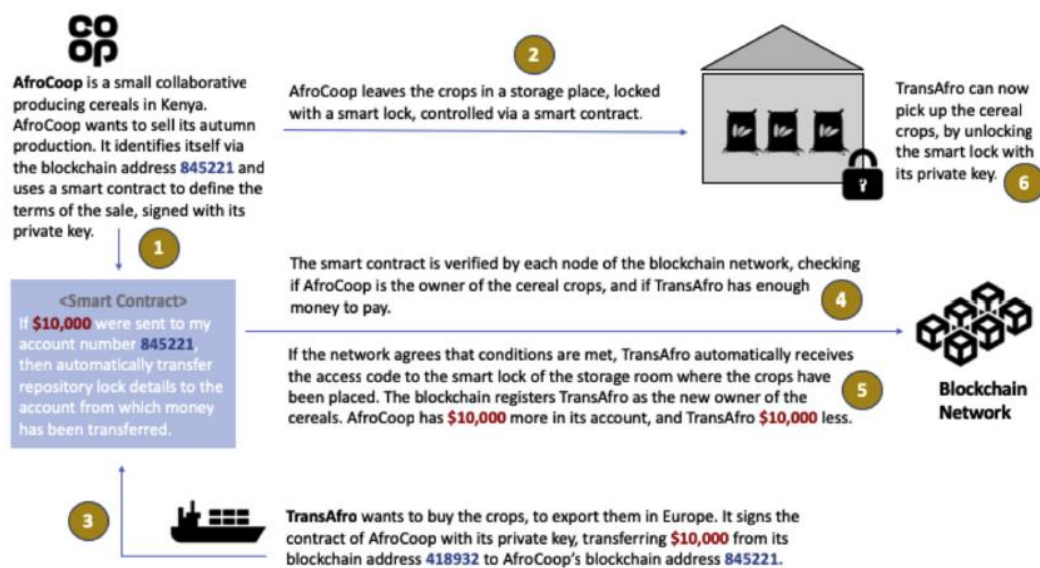 co
op
AfroCoop is a small collaborative
producing cereals in Kenya.
AfroCoop wants to sell its autumn
production. It identifies itself via
the blockchain address 845221 and
uses a smart contract to define the
terms of the sale, signed with its
private key.
1
2
AfroCoop leaves the crops in a storage place, locked
with a smart lock, controlled via a smart contract.
?
TransAfro can now
pick up the cereal
crops, by unlocking
the smart lock with
its private key.
6
<Smart Contract>
If $10,000 were sent to my
account number 845221,
then automatically transfer
repository lock details to the
account from which money
has been transferred.
The smart contract is verified by each node of the blockchain network, checking
if AfroCoop is the owner of the cereal crops, and if TransAfro has enough
money to pay.
4
If the network agrees that conditions are met, TransAfro automatically receives
the access code to the smart lock of the storage room where the crops have
been placed. The blockchain registers TransAfro as the new owner of the
cereals. AfroCoop has $10,000 more in its account, and TransAfro $10,000 less.
5
Blockchain
Network
3
TransAfro wants to buy the crops, to export them in Europe. It signs the
contract of AfroCoop with its private key, transferring $10,000 from its
blockchain address 418932 to AfroCoop's blockchain address 845221.